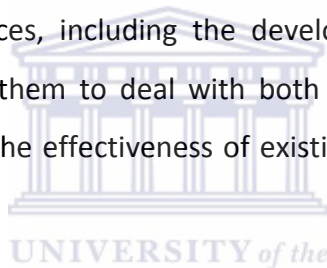 ces, including the develo
them to deal with both
he effectiveness of existi
UNIVERSITY of the